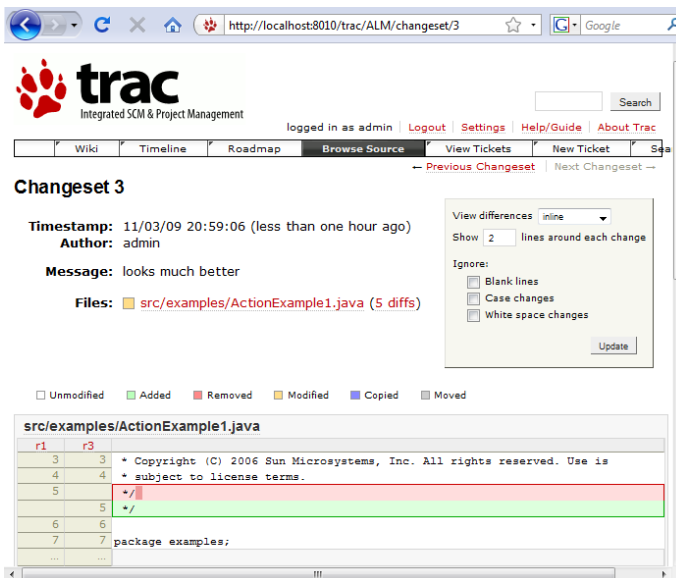 http://localhost:8010/trac/ALM/changeset/3
G Google
trac
Integrated SCM & Project Management
Search
logged in as admin Logout Settings Help/Guide About Trac
Wiki Timeline Roadmap Browse Source View Tickets New Ticket Sea
← Previous Changeset Next Changeset →
Changeset 3
Timestamp: 11/03/09 20:59:06 (less than one hour ago)
Author: admin
Message: looks much better
Files: src/examples/ActionExample1.java (5 diffs)
View differences inline
Show 2 lines around each change
Ignore:
Blank lines
Case changes
White space changes
Update
Unmodified Added Removed Modified Copied Moved
src/examples/ActionExample1.java
r1 r3
3 3 * Copyright (C) 2006 Sun Microsystems, Inc. All rights reserved. Use is
4 4 * subject to license terms.
5 */
5 */
6 6
7 7 package examples;
... ...